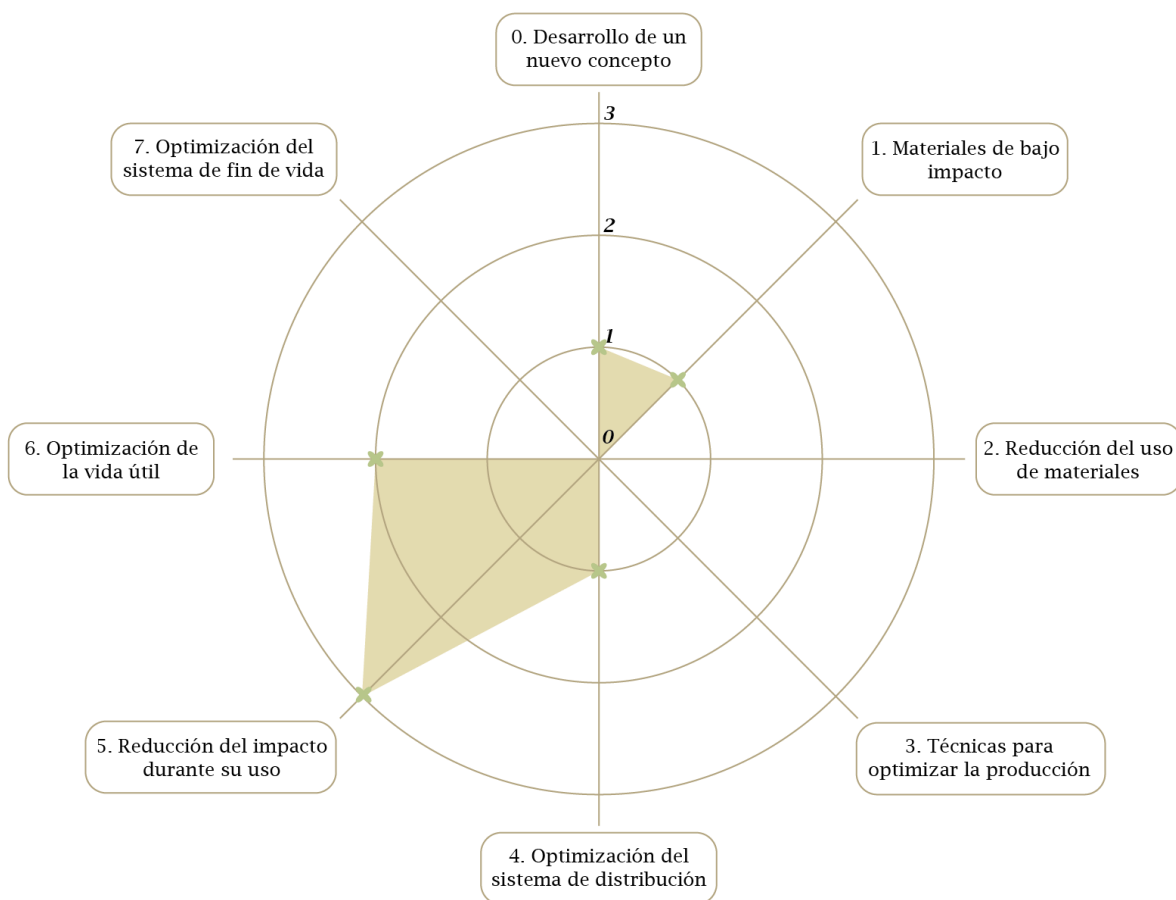 0. Desarrollo de un
nuevo concepto
3
7. Optimización del
sistema de fin de vida
1. Materiales de bajo
impacto
2
1
0
6. Optimización de
la vida útil
2. Reducción del uso
de materiales
5. Reducción del impacto
durante su uso
3. Técnicas para
optimizar la producción
4. Optimización del
sistema de distribución